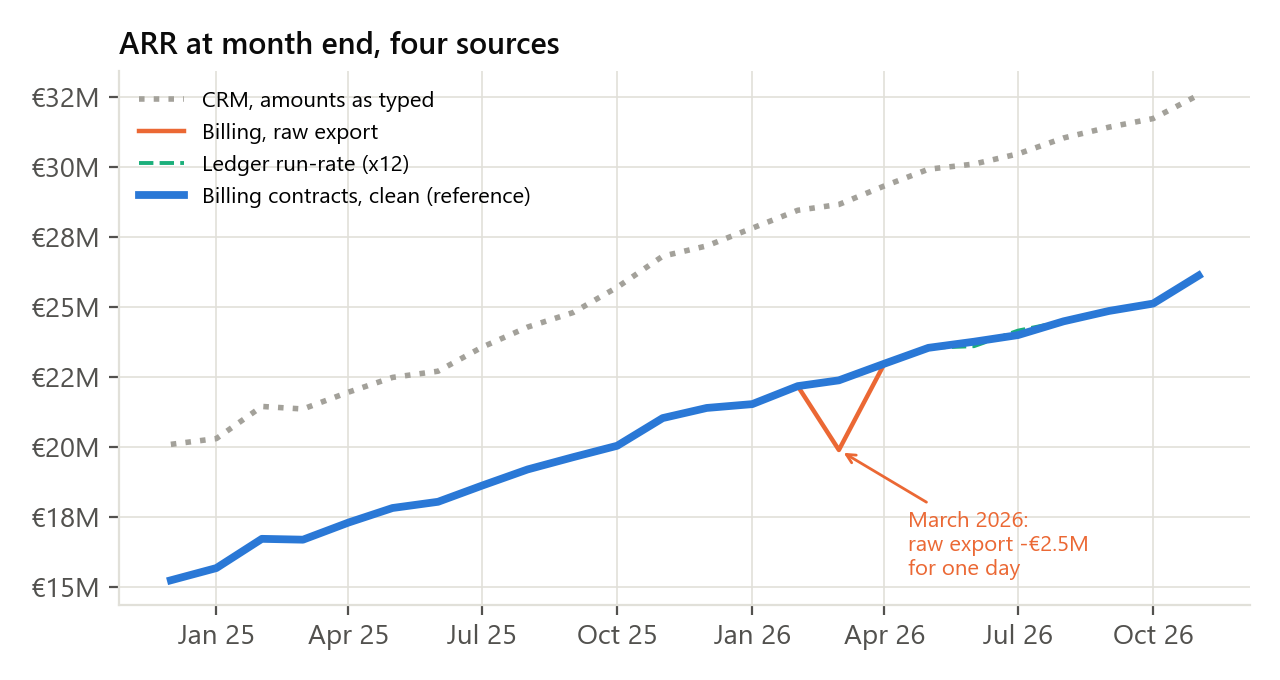 ARR at month end, four sources
CRM, amounts as typed
Billing, raw export
Ledger run-rate (x12)
Billing contracts, clean (reference)
€32M
€30M
€28M
€25M
€22M
€20M
€18M
€15M
March 2026:
raw export -€2.5M
for one day
Jan 25 Apr 25 Jul 25 Oct 25 Jan 26 Apr 26 Jul 26 Oct 26